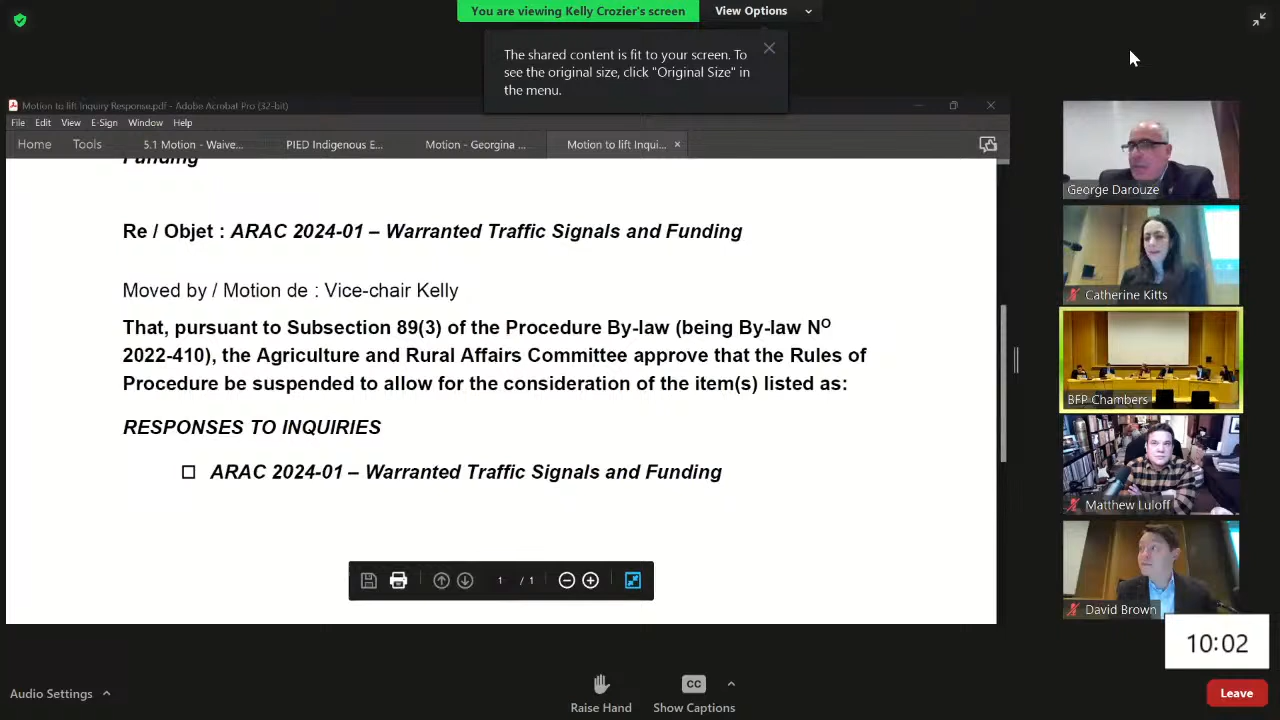 You are viewing Kelly Crozier's screen
View Options
The shared content is fit to your screen. To
see the original size, click "Original Size" in
the menu.
Motion to lift Inquiry Response.pdf - Adobe Acrobat Pro (32-bit)
File Edit View E-Sign Window Help
Home Tools 5.1 Motion - Waive... PIED Indigenous E... Motion - Georgina ... Motion to lift Inqui... ×
Funding
Re / Objet : ARAC 2024-01 – Warranted Traffic Signals and Funding
Moved by / Motion de : Vice-chair Kelly
That, pursuant to Subsection 89(3) of the Procedure By-law (being By-law Nᴼ
2022-410), the Agriculture and Rural Affairs Committee approve that the Rules of
Procedure be suspended to allow for the consideration of the item(s) listed as:
RESPONSES TO INQUIRIES
ARAC 2024-01 – Warranted Traffic Signals and Funding
1 / 1
George Darouze
Catherine Kitts
BFP Chambers
Matthew Luloff
David Brown
10:02
Audio Settings
Raise Hand
CC
Show Captions
Leave